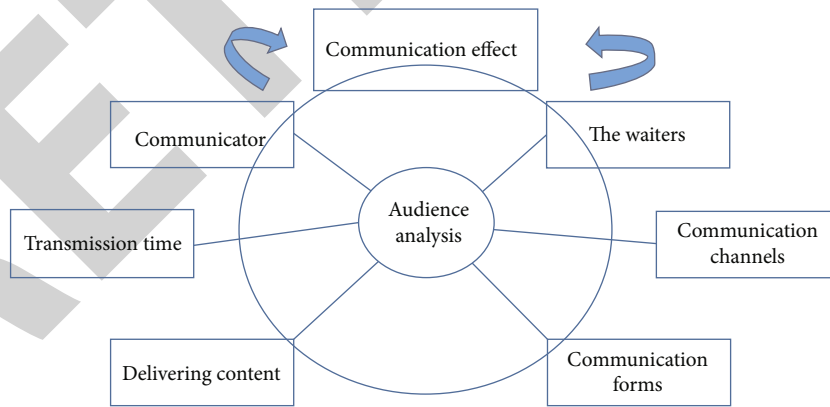 Communication effect
Communicator
The waiters
Audience
analysis
Transmission time
Communication
channels
Delivering content
Communication
forms